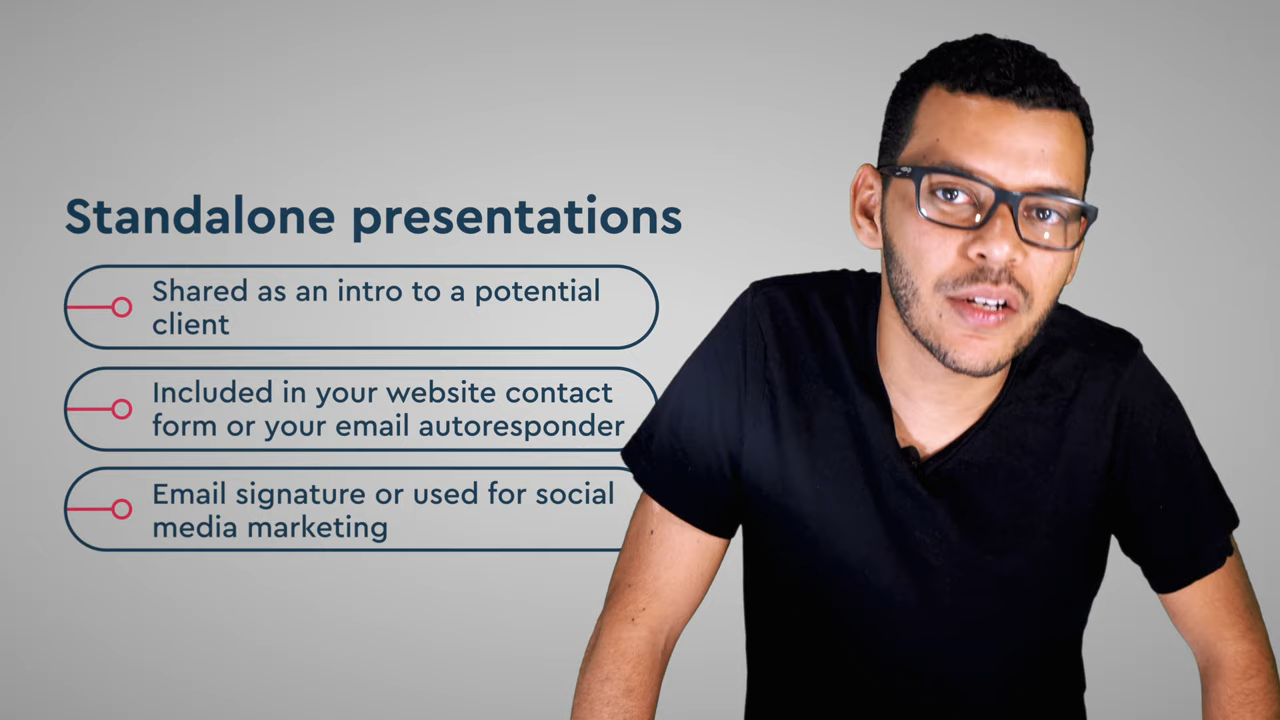 Standalone presentations
Shared as an intro to a potential
client
Included in your website contact
form or your email autoresponder
Email signature or used for social
media marketing